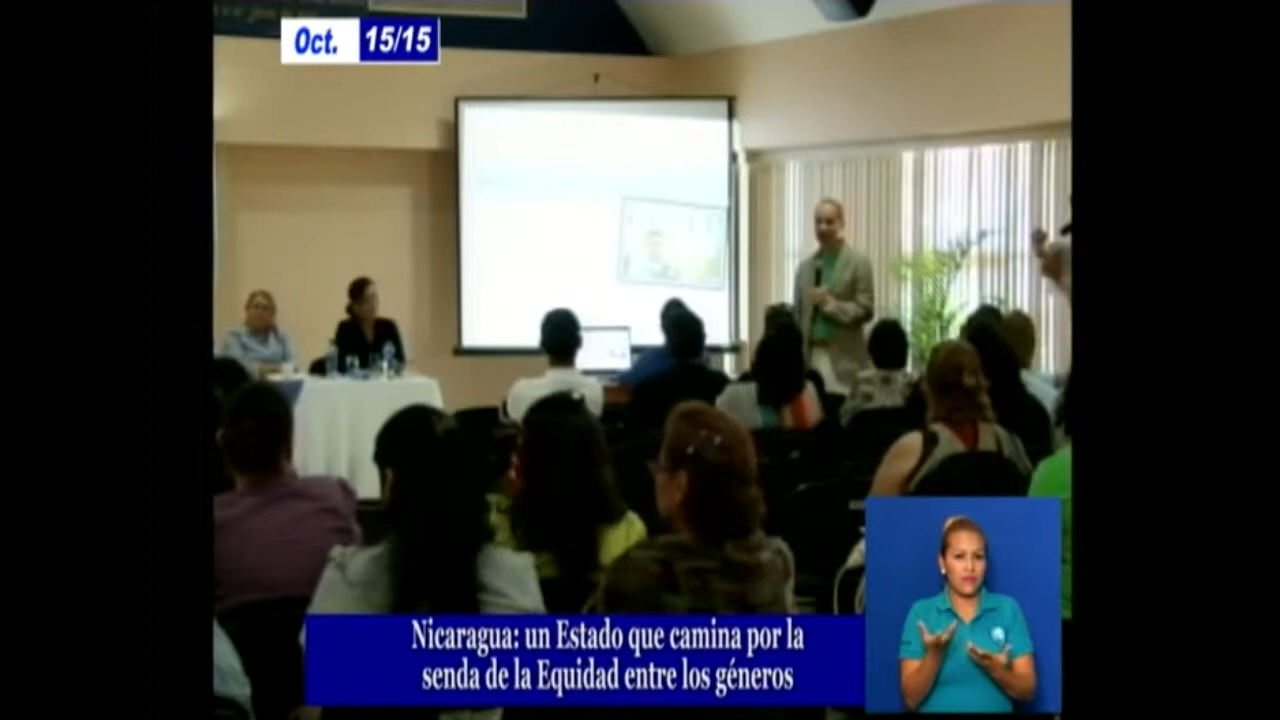 Oct. 15/15
Nicaragua: un Estado que camina por la
senda de la Equidad entre los géneros